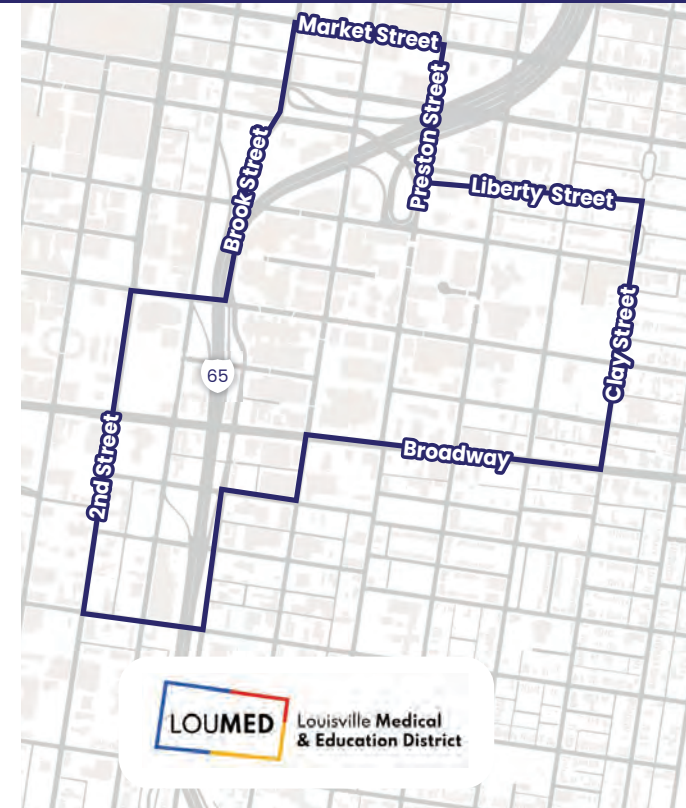 Market Street
Preston Street
Brook Street
Liberty Street
Clay Street
65
2nd Street
Broadway
LOUMED
Louisville Medical
& Education District